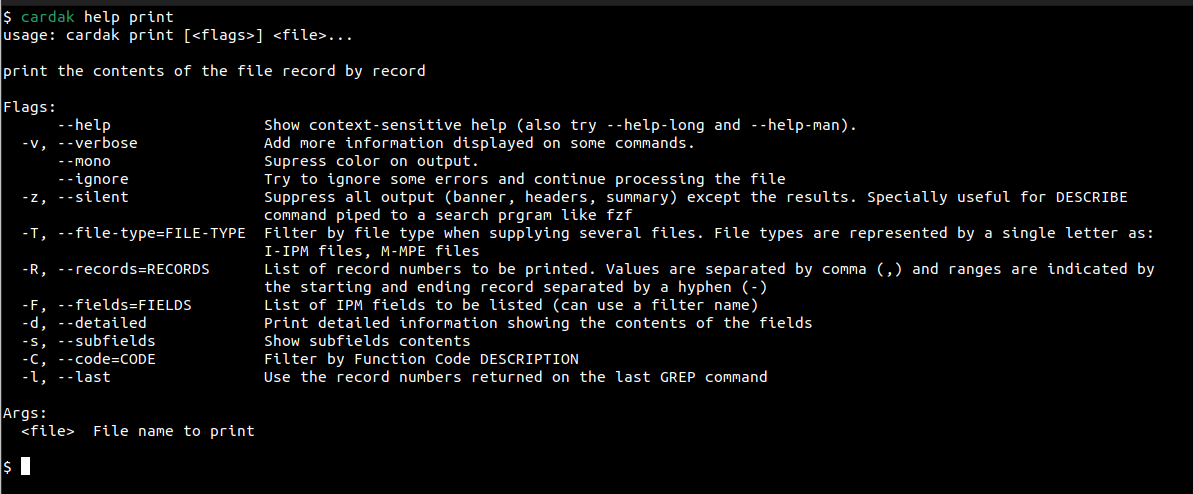 $ cardak help print
usage: cardak print [<flags>] <file>...
print the contents of the file record by record
Flags:
--help Show context-sensitive help (also try --help-long and --help-man).
-v, --verbose Add more information displayed on some commands.
--mono Supress color on output.
--ignore Try to ignore some errors and continue processing the file
-z, --silent Suppress all output (banner, headers, summary) except the results. Specially useful for DESCRIBE
command piped to a search prgram like fzf
-T, --file-type=FILE-TYPE Filter by file type when supplying several files. File types are represented by a single letter as:
I-IPM files, M-MPE files
-R, --records=RECORDS List of record numbers to be printed. Values are separated by comma (,) and ranges are indicated by
the starting and ending record separated by a hyphen (-)
-F, --fields=FIELDS List of IPM fields to be listed (can use a filter name)
-d, --detailed Print detailed information showing the contents of the fields
-s, --subfields Show subfields contents
-C, --code=CODE Filter by Function Code DESCRIPTION
-l, --last Use the record numbers returned on the last GREP command
Args:
<file> File name to print
$